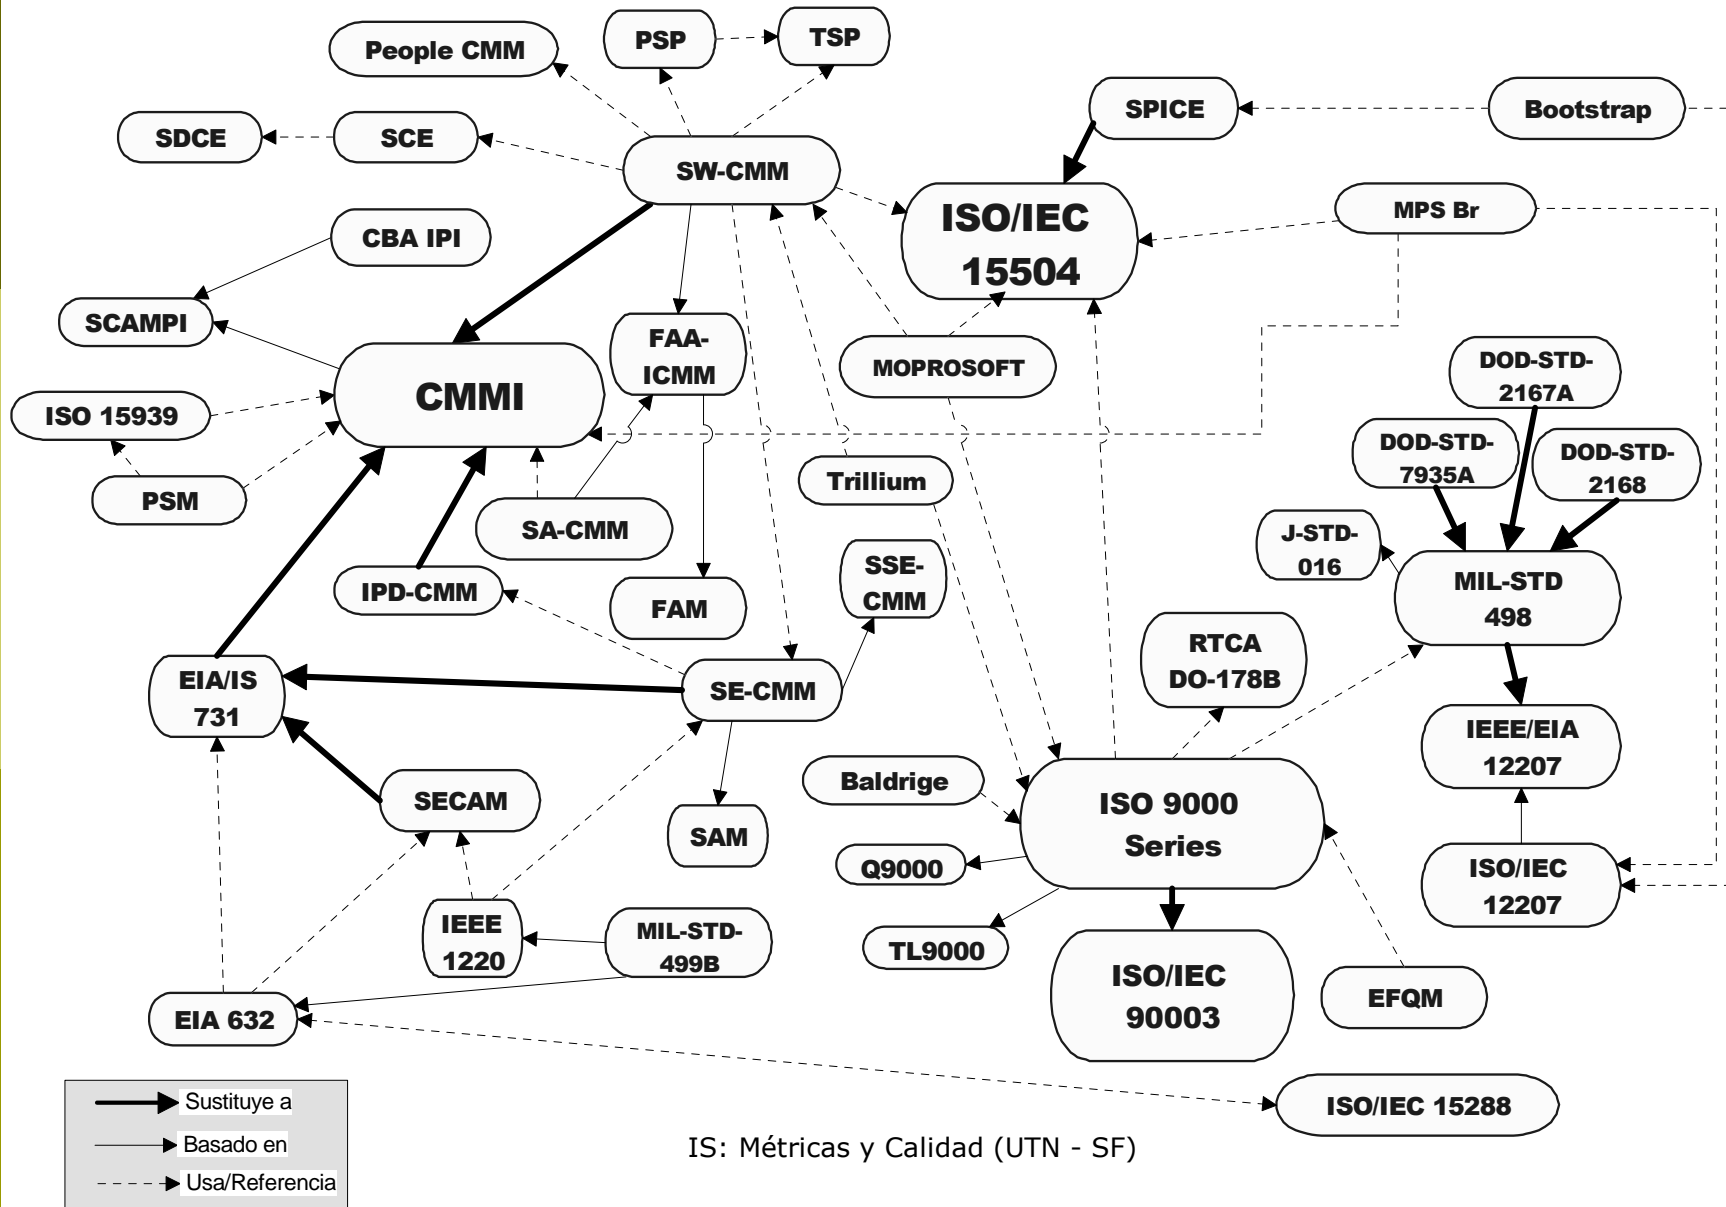 People CMM
PSP
TSP
SPICE
Bootstrap
SDCE
SCE
SW-CMM
ISO/IEC
15504
MPS Br
CBA IPI
SCAMPI
FAA-
ICMM
MOPROSOFT
DOD-STD-
2167A
CMMI
ISO 15939
DOD-STD-
7935A
DOD-STD-
2168
PSM
Trillium
SA-CMM
J-STD-
016
IPD-CMM
FAM
SSE-
CMM
MIL-STD
498
RTCA
DO-178B
EIA/IS
731
SE-CMM
IEEE/EIA
12207
Baldrige
SECAM
ISO 9000
Series
SAM
Q9000
ISO/IEC
12207
IEEE
1220
MIL-STD-
499B
TL9000
ISO/IEC
90003
EFQM
EIA 632
ISO/IEC 15288
Sustituye a
Basado en
Usa/Referencia
IS: Métricas y Calidad (UTN - SF)